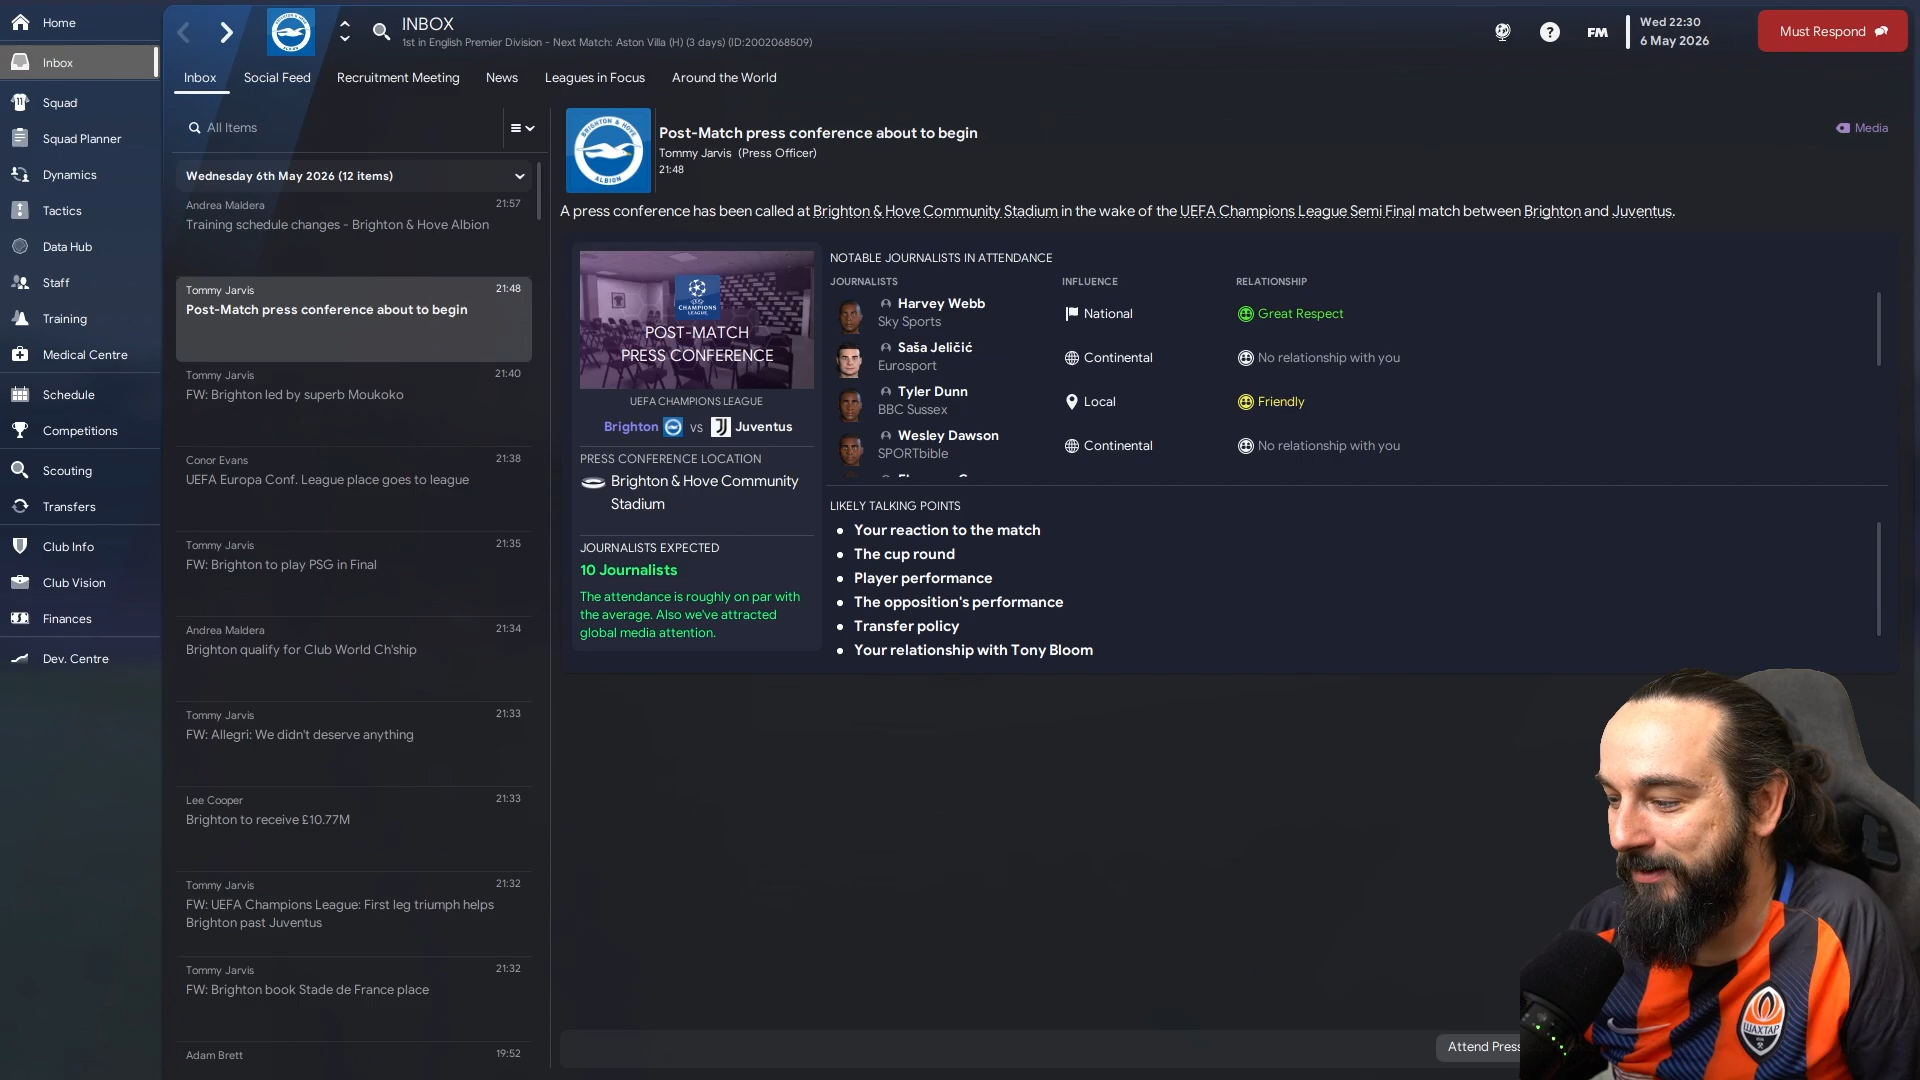 Home
Inbox
Squad
Squad Planner
Dynamics
Tactics
Data Hub
Staff
Training
Medical Centre
Schedule
Competitions
Scouting
Transfers
Club Info
Club Vision
Finances
Dev. Centre
INBOX
1st in English Premier Division - Next Match: Aston Villa (H) (3 days) (ID:2002068509)
FM
Wed 22:30
6 May 2026
Must Respond
Inbox Social Feed Recruitment Meeting News Leagues in Focus Around the World
All Items
Wednesday 6th May 2026 (12 items)
Andrea Maldera 21:57
Training schedule changes - Brighton & Hove Albion
Tommy Jarvis 21:48
Post-Match press conference about to begin
Tommy Jarvis 21:40
FW: Brighton led by superb Moukoko
Conor Evans 21:38
UEFA Europa Conf. League place goes to league
Tommy Jarvis 21:35
FW: Brighton to play PSG in Final
Andrea Maldera 21:34
Brighton qualify for Club World Ch'ship
Tommy Jarvis 21:33
FW: Allegri: We didn't deserve anything
Lee Cooper 21:33
Brighton to receive £10.77M
Tommy Jarvis 21:32
FW: UEFA Champions League: First leg triumph helps
Brighton past Juventus
Tommy Jarvis 21:32
FW: Brighton book Stade de France place
Adam Brett 19:52
BRIGHTON & HOVE
ALBION
Post-Match press conference about to begin
Tommy Jarvis (Press Officer)
21:48
Media
A press conference has been called at Brighton & Hove Community Stadium in the wake of the UEFA Champions League Semi Final match between Brighton and Juventus.
CHAMPIONS
LEAGUE
POST-MATCH
PRESS CONFERENCE
UEFA CHAMPIONS LEAGUE
Brighton vs Juventus
PRESS CONFERENCE LOCATION
Brighton & Hove Community
Stadium
JOURNALISTS EXPECTED
10 Journalists
The attendance is roughly on par with
the average. Also we've attracted
global media attention.
NOTABLE JOURNALISTS IN ATTENDANCE
JOURNALISTS INFLUENCE RELATIONSHIP
Harvey Webb
Sky Sports
National
Great Respect
Saša Jeličić
Eurosport
Continental
No relationship with you
Tyler Dunn
BBC Sussex
Local
Friendly
Wesley Dawson
SPORTbible
Continental
No relationship with you
LIKELY TALKING POINTS
Your reaction to the match
The cup round
Player performance
The opposition's performance
Transfer policy
Your relationship with Tony Bloom
Attend Press
ШАХТАР